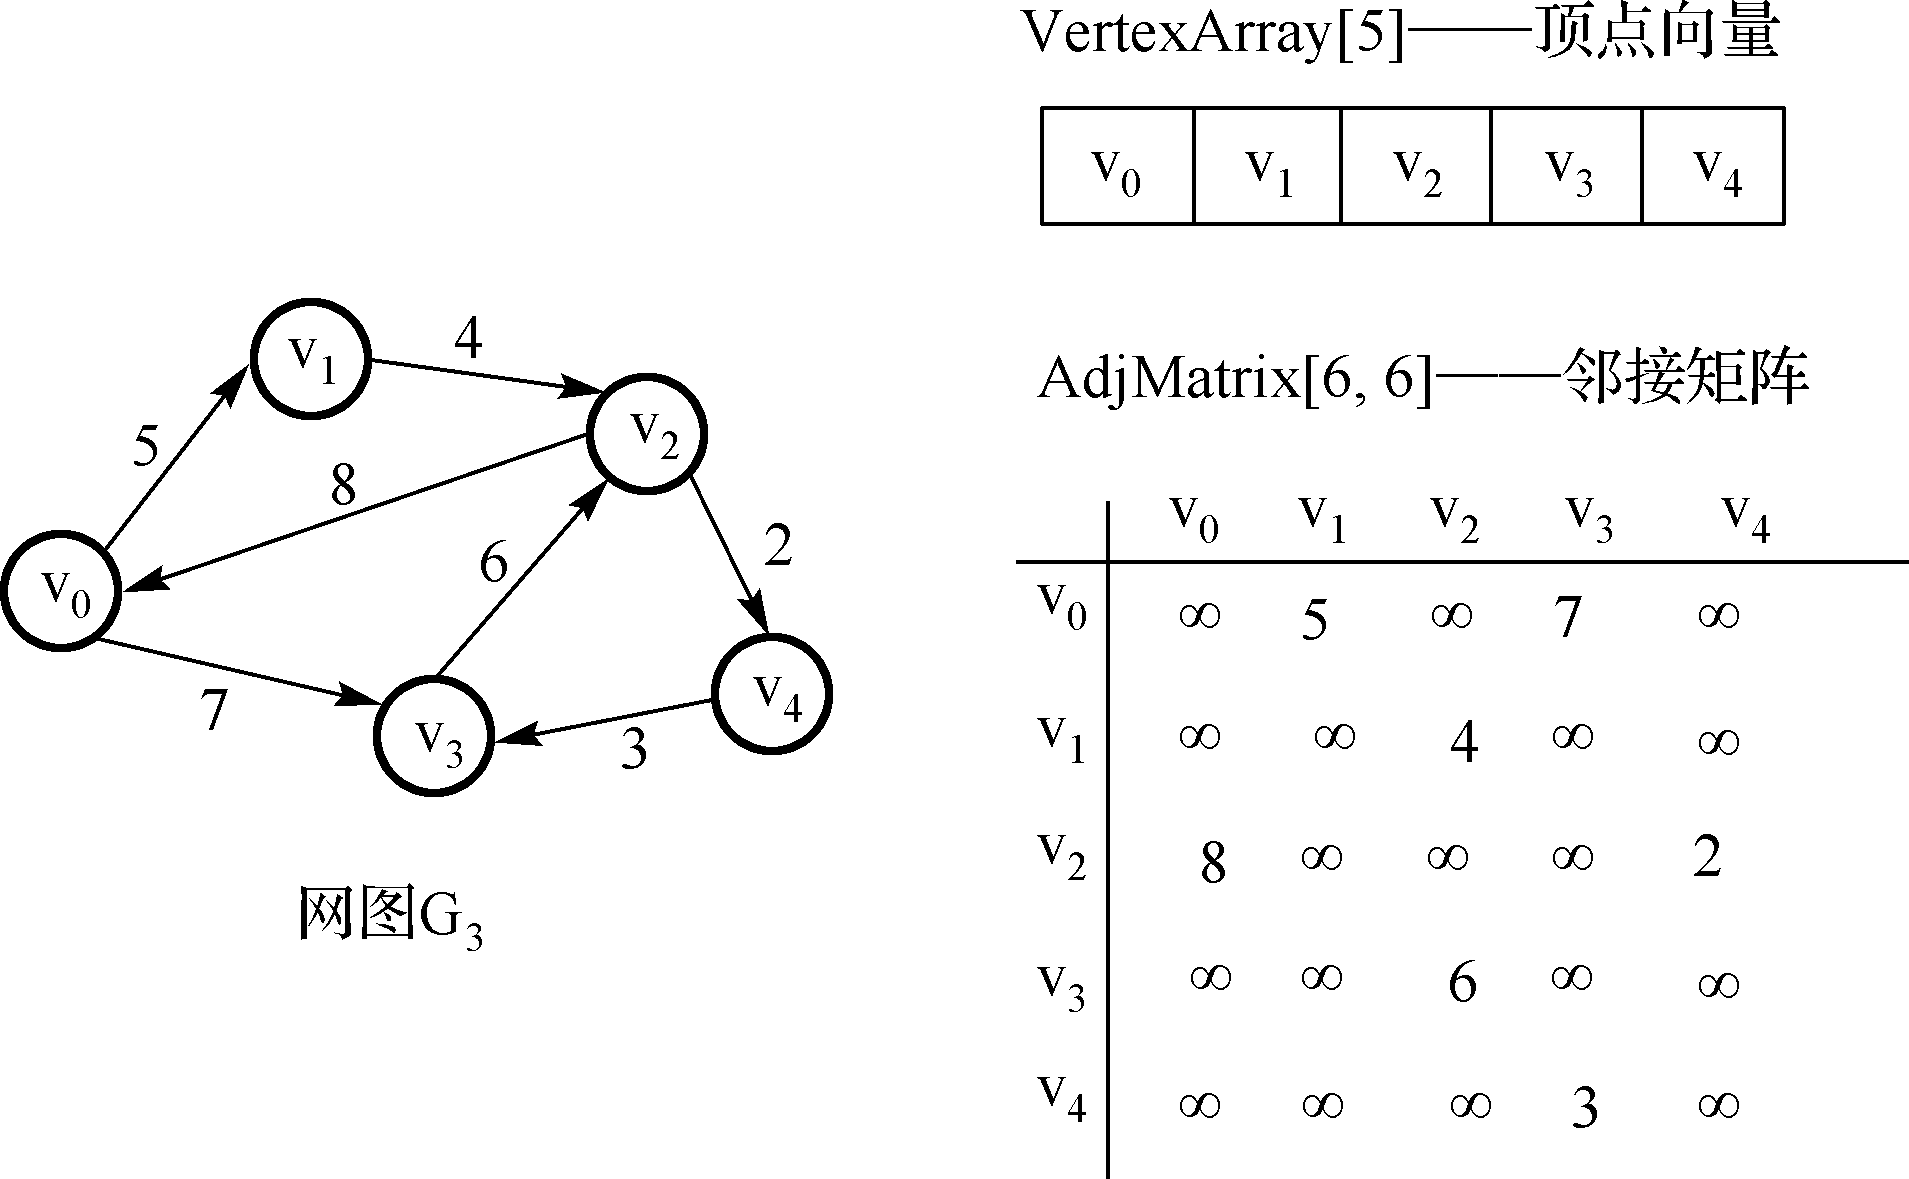 VertexArray[5]——顶点向量
v0 v1 v2 v3 v4
AdjMatrix[6, 6]——邻接矩阵
v0 v1 v2 v3 v4
v0 ∞ 5 ∞ 7 ∞
v1 ∞ ∞ 4 ∞ ∞
v2 8 ∞ ∞ ∞ 2
v3 ∞ ∞ 6 ∞ ∞
v4 ∞ ∞ ∞ 3 ∞
v1
4
v2
5
8
6
2
v0
7
v3
3
v4
网图G3